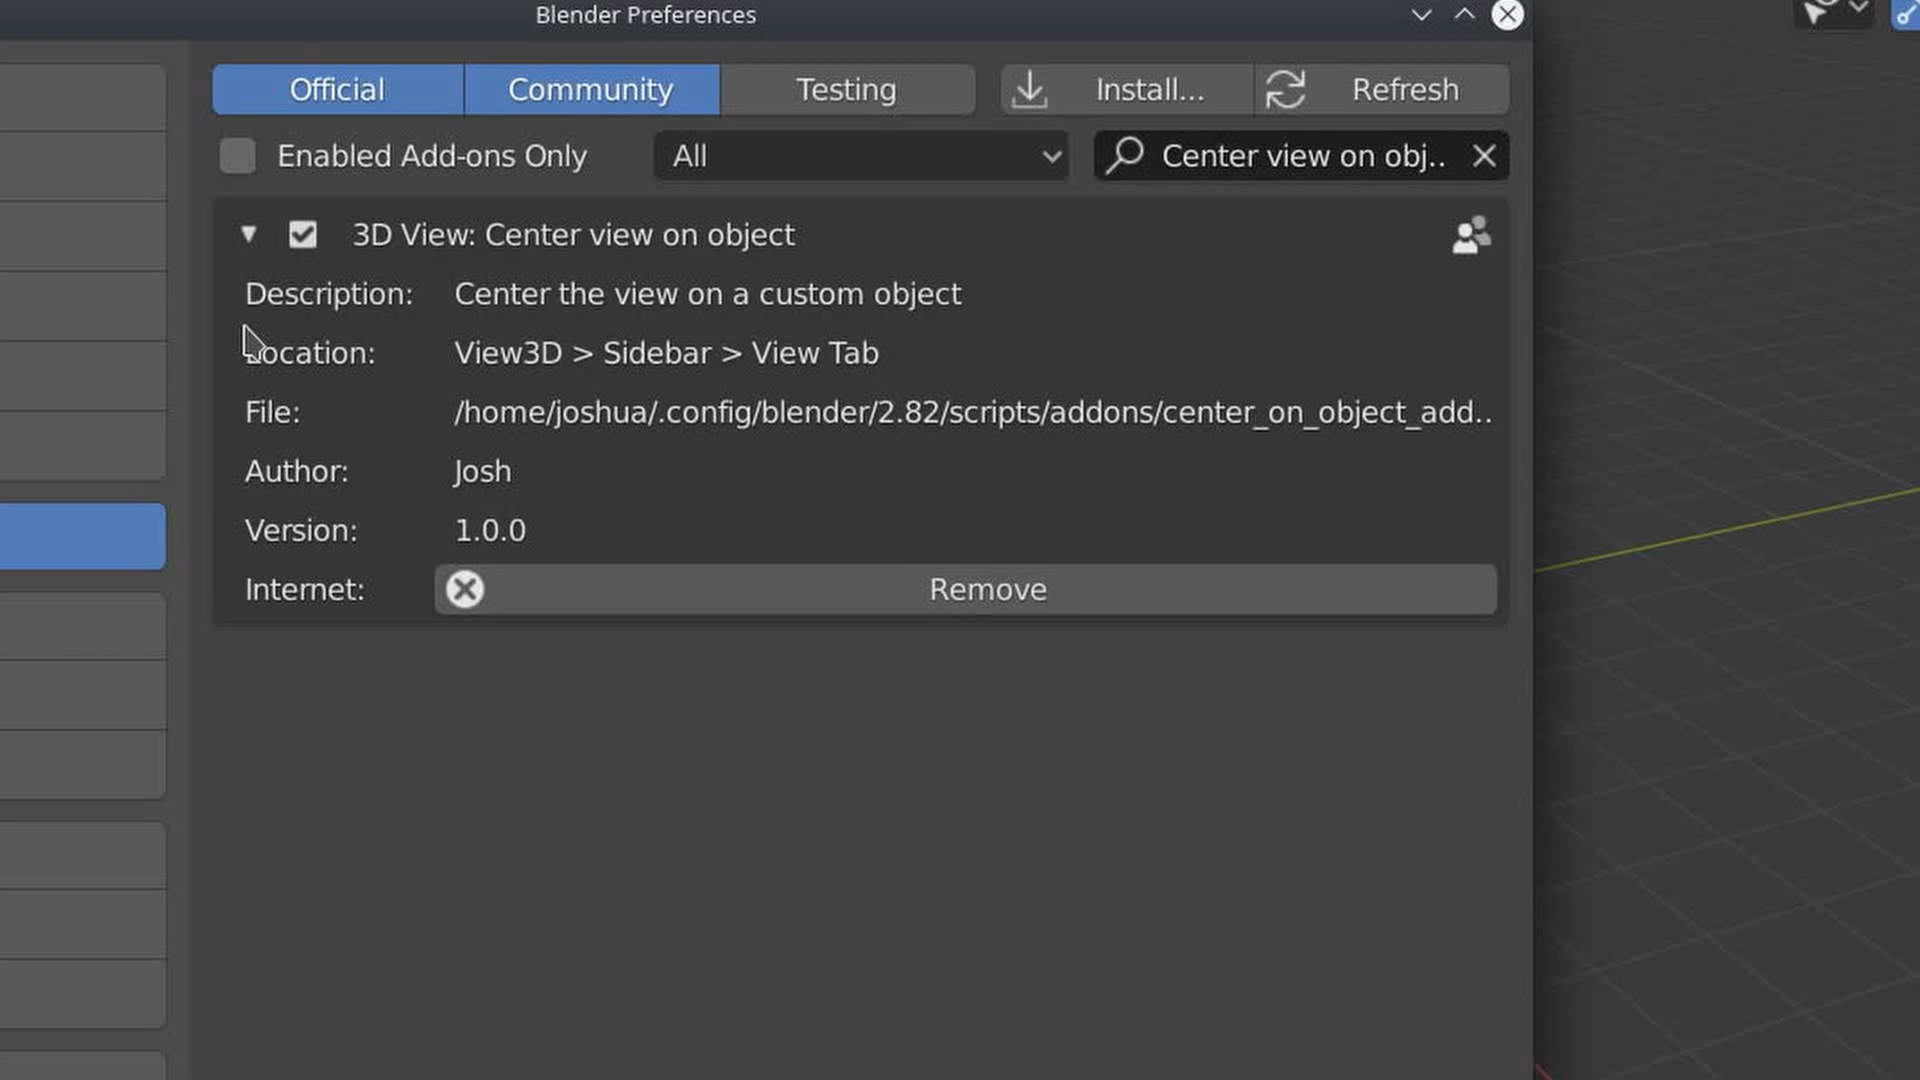 Blender Preferences
Official Community Testing Install... Refresh
Enabled Add-ons Only All Center view on obj..
3D View: Center view on object
Description: Center the view on a custom object
Location: View3D > Sidebar > View Tab
File: /home/joshua/.config/blender/2.82/scripts/addons/center_on_object_add..
Author: Josh
Version: 1.0.0
Internet: Remove